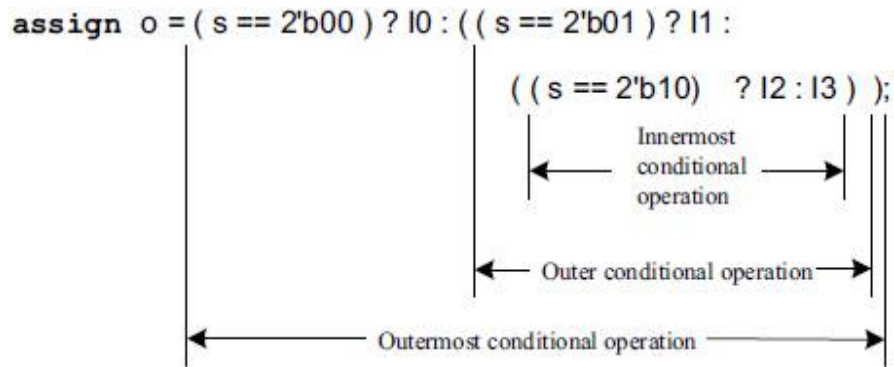 assign o = ( s == 2'b00 ) ? I0 : ( ( s == 2'b01 ) ? I1 :
( ( s == 2'b10) ? I2 : I3 ) );
Innermost
conditional
operation
Outer conditional operation
Outermost conditional operation